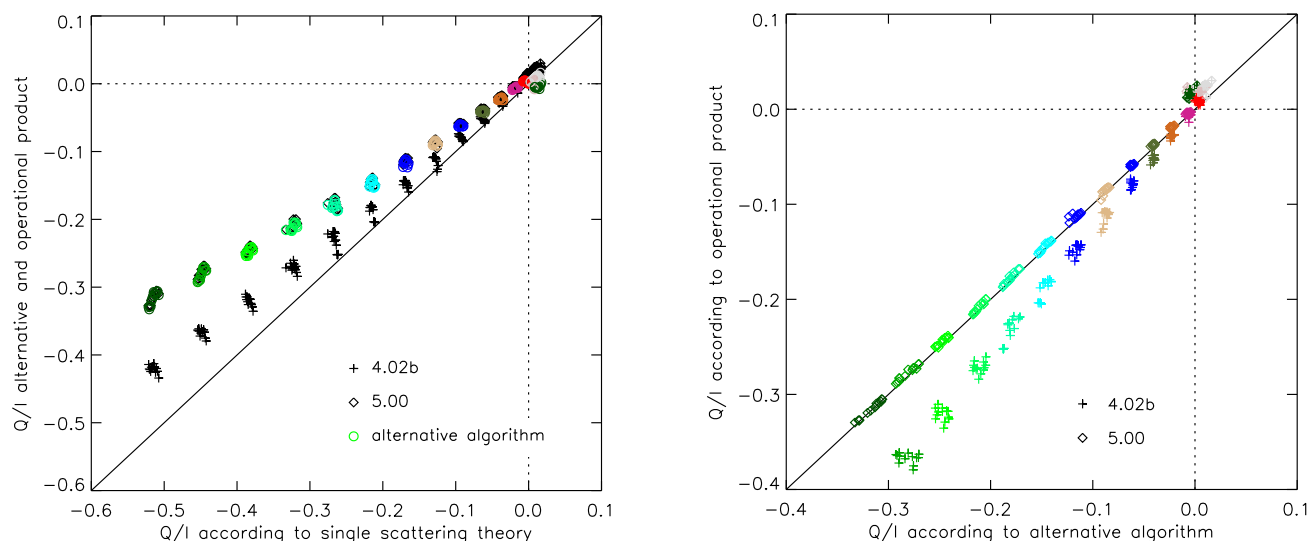 Q/I alternative and operational product
0.1
0.0
−0.1
−0.2
−0.3
−0.4
−0.5
−0.6
4.02b
5.00
alternative algorithm
−0.6 −0.5 −0.4 −0.3 −0.2 −0.1 0.0 0.1
Q/I according to single scattering theory
Q/I according to operational product
0.1
0.0
−0.1
−0.2
−0.3
−0.4
4.02b
5.00
−0.4 −0.3 −0.2 −0.1 0.0 0.1
Q/I according to alternative algorithm